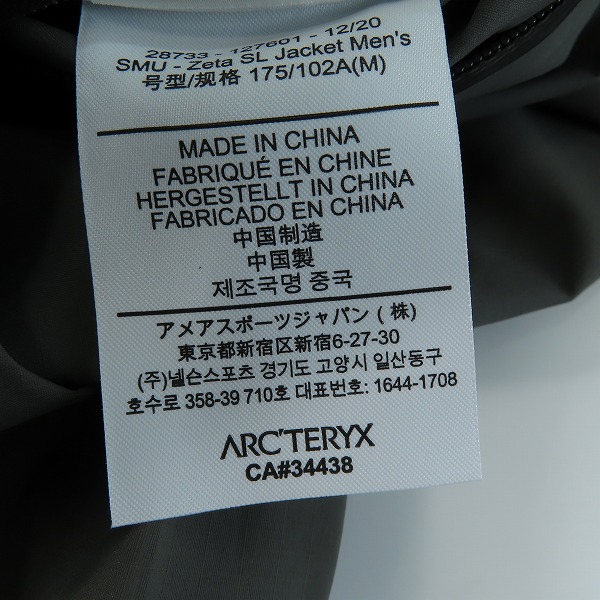 28733 - 127601 - 12/20
SMU - Zeta SL Jacket Men's
号型/规格 175/102A(M)
MADE IN CHINA
FABRIQUÉ EN CHINE
HERGESTELLT IN CHINA
FABRICADO EN CHINA
中国制造
中国製
제조국명 중국
アメアスポーツジャパン (株)
東京都新宿区新宿6-27-30
(주)넬슨스포츠 경기도 고양시 일산동구
호수로 358-39 710호 대표번호: 1644-1708
ARC'TERYX
CA#34438